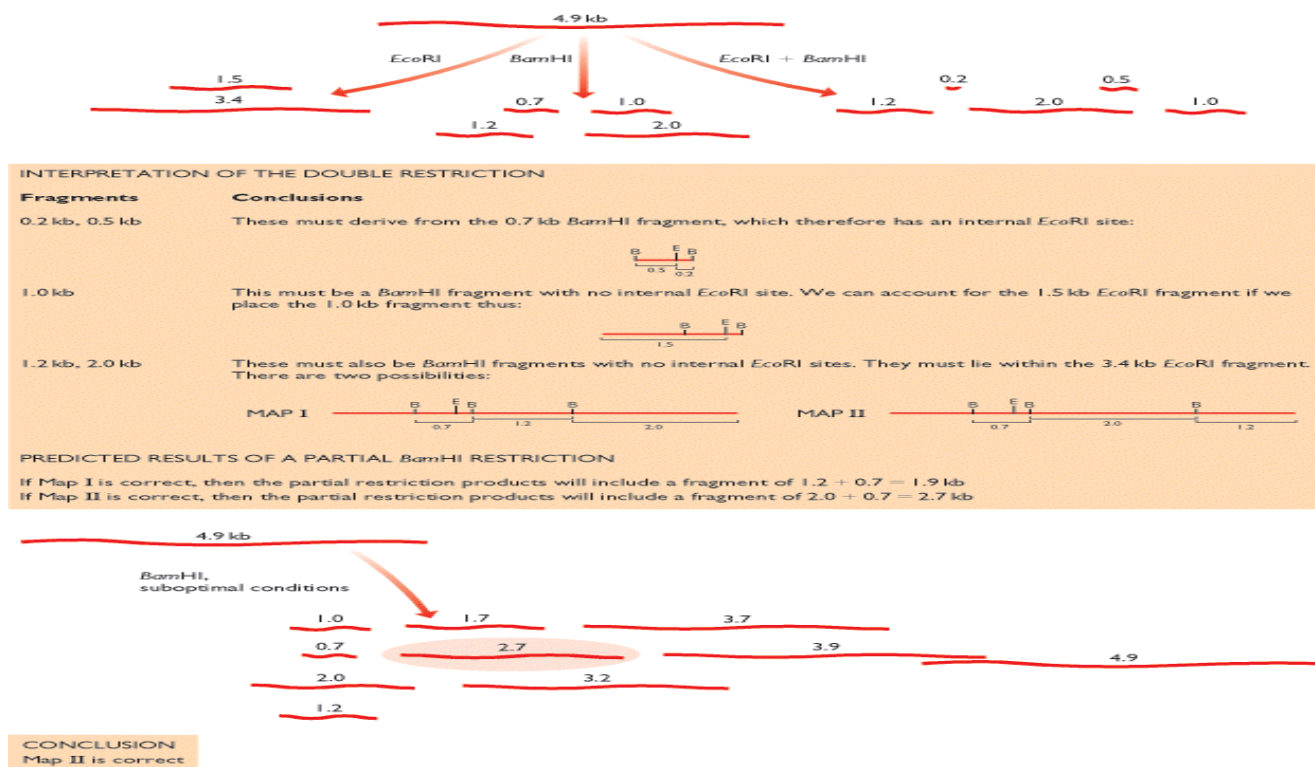 4.9 kb
EcoRI BamHI EcoRI + BamHI
1.5 0.2 0.5
3.4 0.7 1.0 1.2 2.0 1.0
1.2 2.0
INTERPRETATION OF THE DOUBLE RESTRICTION
Fragments Conclusions
0.2 kb, 0.5 kb These must derive from the 0.7 kb BamHI fragment, which therefore has an internal EcoRI site:
B E B
0.5 0.2
1.0 kb This must be a BamHI fragment with no internal EcoRI site. We can account for the 1.5 kb EcoRI fragment if we
place the 1.0 kb fragment thus:
B E B
1.5
1.2 kb, 2.0 kb These must also be BamHI fragments with no internal EcoRI sites. They must lie within the 3.4 kb EcoRI fragment.
There are two possibilities:
B E B B B E B B
MAP I MAP II
0.7 1.2 2.0 0.7 2.0 1.2
PREDICTED RESULTS OF A PARTIAL BamHI RESTRICTION
If Map I is correct, then the partial restriction products will include a fragment of 1.2 + 0.7 = 1.9 kb
If Map II is correct, then the partial restriction products will include a fragment of 2.0 + 0.7 = 2.7 kb
4.9 kb
BamHI,
suboptimal conditions
1.0 1.7 3.7
0.7 2.7 3.9 4.9
2.0 3.2
1.2
CONCLUSION
Map II is correct